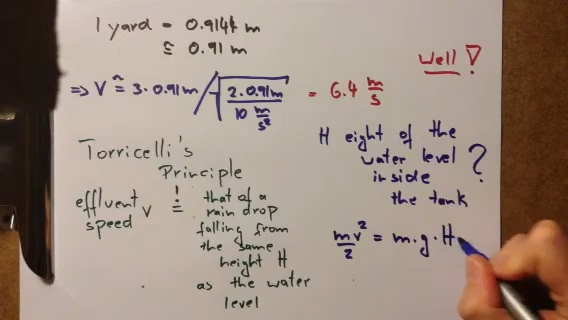 1 yard = 0.914 m
≅ 0.91 m
Well!
⇒ V ≅ 3·0.91m / √(2·0.91m / 10 m/s²) = 6.4 m/s
Torricelli's
Principle
effluent speed v != that of a
rain drop
falling from
the same
height H
as the water
level
Height of the
water level
inside
the tank ?
mv²/2 = m·g·H